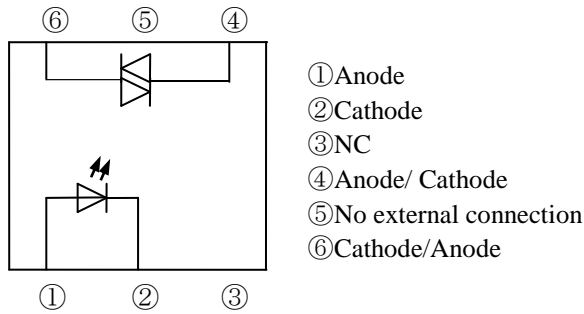 ⑥ ⑤ ④
①Anode
②Cathode
③NC
④Anode/ Cathode
⑤No external connection
⑥Cathode/Anode
① ② ③